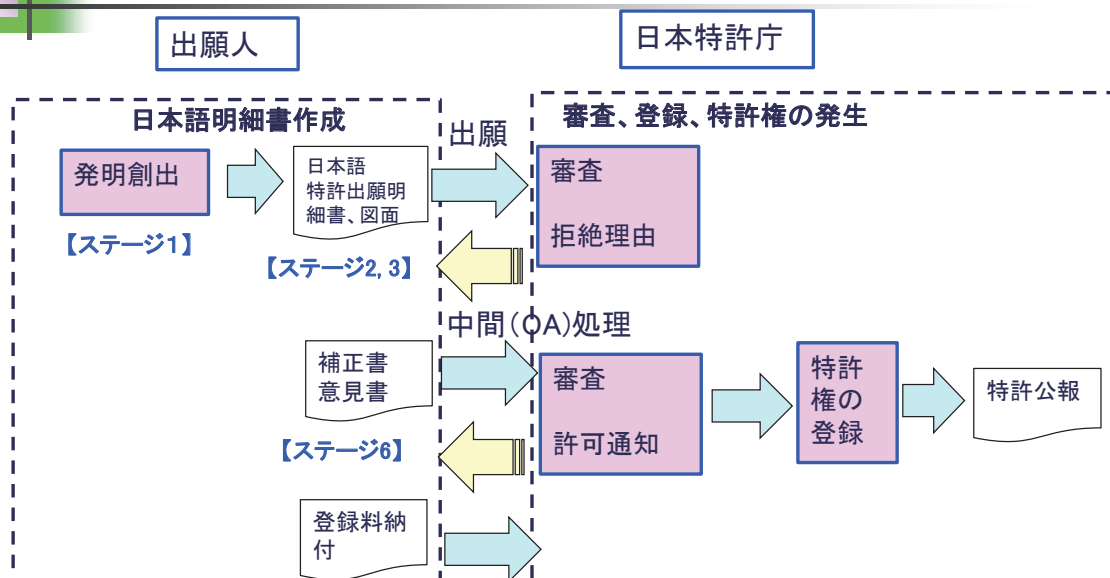 出願人
日本特許庁
日本語明細書作成
審査、登録、特許権の発生
出願
発明創出
日本語
特許出願明
細書、図面
審査
拒絶理由
【ステージ1】
【ステージ2, 3】
中間(OA)処理
補正書
意見書
審査
許可通知
特許
権の
登録
特許公報
【ステージ6】
登録料納
付